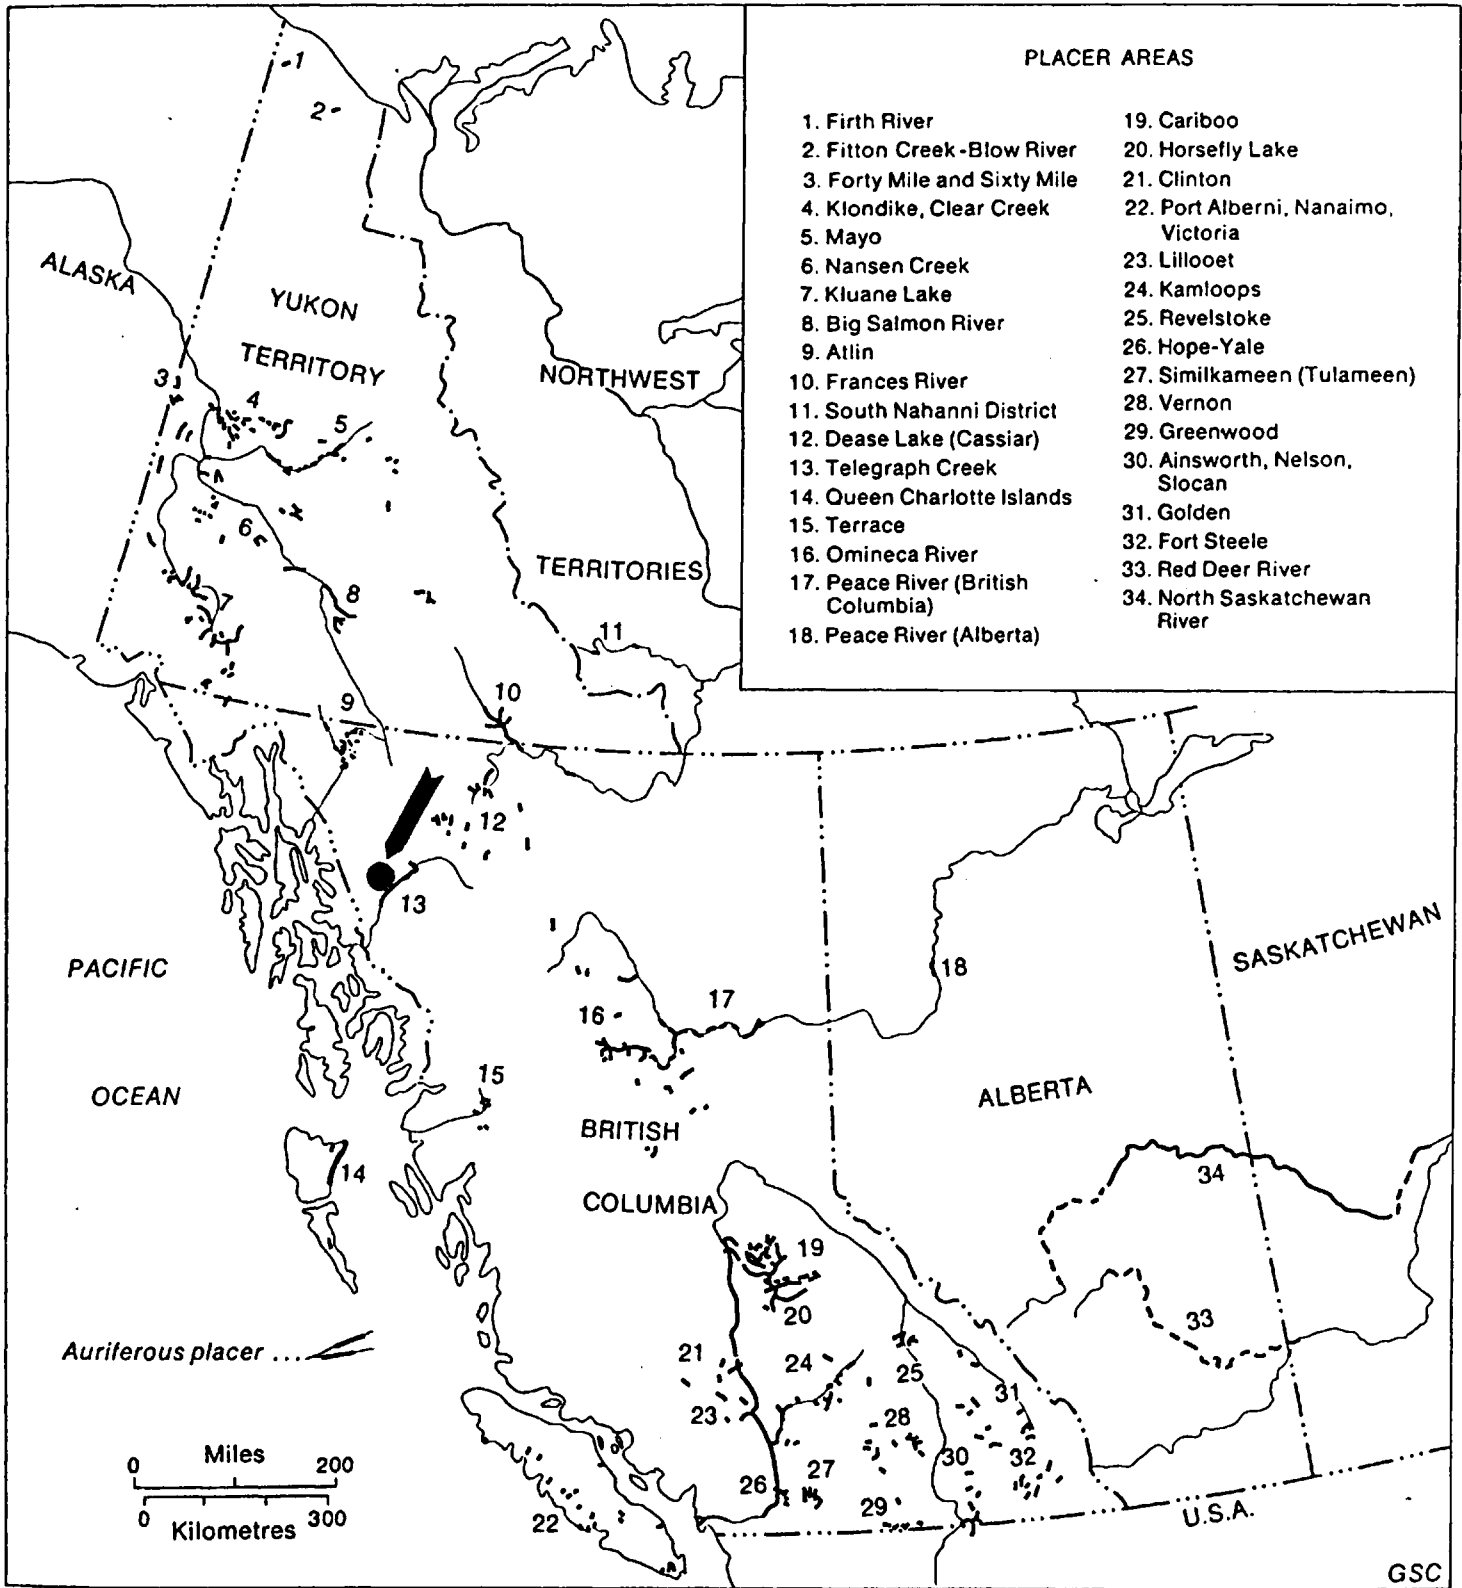 PLACER AREAS
1. Firth River
2. Fitton Creek-Blow River
3. Forty Mile and Sixty Mile
4. Klondike, Clear Creek
5. Mayo
6. Nansen Creek
7. Kluane Lake
8. Big Salmon River
9. Atlin
10. Frances River
11. South Nahanni District
12. Dease Lake (Cassiar)
13. Telegraph Creek
14. Queen Charlotte Islands
15. Terrace
16. Omineca River
17. Peace River (British
Columbia)
18. Peace River (Alberta)
19. Cariboo
20. Horsefly Lake
21. Clinton
22. Port Alberni, Nanaimo,
Victoria
23. Lillooet
24. Kamloops
25. Revelstoke
26. Hope-Yale
27. Similkameen (Tulameen)
28. Vernon
29. Greenwood
30. Ainsworth, Nelson,
Slocan
31. Golden
32. Fort Steele
33. Red Deer River
34. North Saskatchewan
River
1
2
ALASKA
YUKON
TERRITORY
NORTHWEST
3
4
5
6
TERRITORIES
7
8
11
10
9
12
13
SASKATCHEWAN
PACIFIC
18
17
16
15
OCEAN
ALBERTA
BRITISH
14
34
COLUMBIA
19
20
33
Auriferous placer ....
21
24
25
31
23
28
Miles
0
200
30
32
27
26
0
Kilometres
300
22
29
U.S.A.
GSC